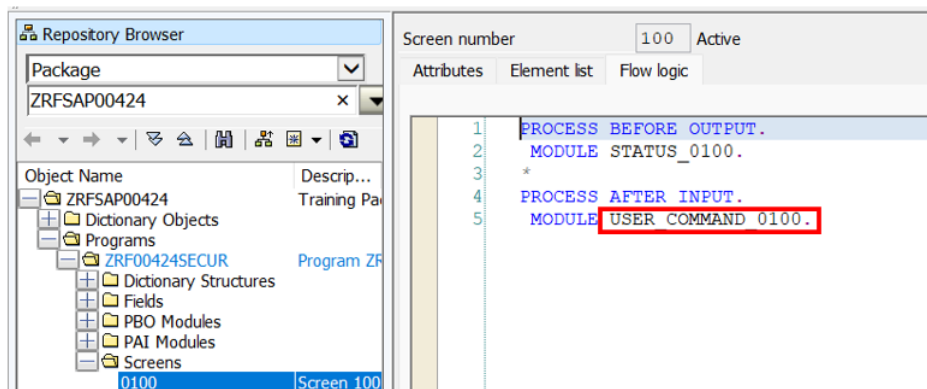 Repository Browser
Package
ZRFSAP00424
Object Name Descrip...
ZRFSAP00424 Training Pa
Dictionary Objects
Programs
ZRF00424SECUR Program ZR
Dictionary Structures
Fields
PBO Modules
PAI Modules
Screens
0100 Screen 100
Screen number 100 Active
Attributes Element list Flow logic
1 PROCESS BEFORE OUTPUT.
2 MODULE STATUS_0100.
3 *
4 PROCESS AFTER INPUT.
5 MODULE USER_COMMAND_0100.